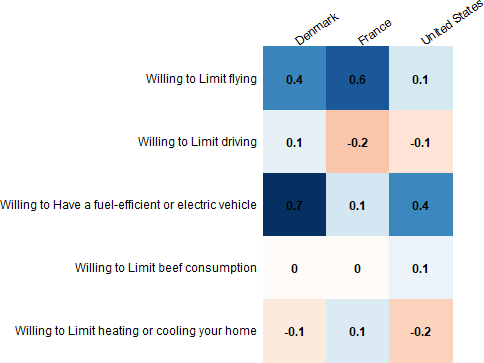 Denmark France United States
Willing to Limit flying 0.4 0.6 0.1
Willing to Limit driving 0.1 -0.2 -0.1
Willing to Have a fuel-efficient or electric vehicle 0.7 0.1 0.4
Willing to Limit beef consumption 0 0 0.1
Willing to Limit heating or cooling your home -0.1 0.1 -0.2